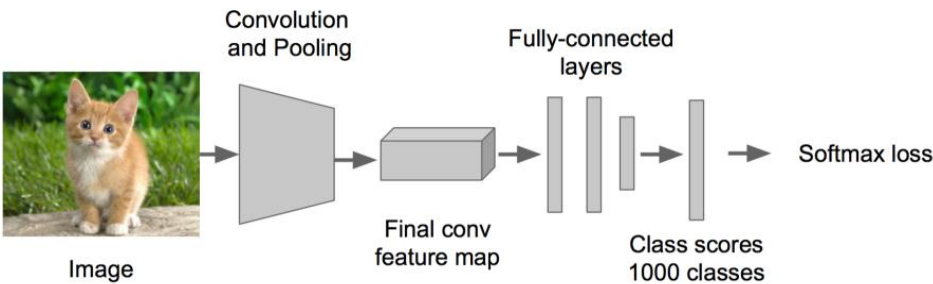 Convolution
and Pooling
Fully-connected
layers
Softmax loss
Final conv
feature map
Class scores
1000 classes
Image